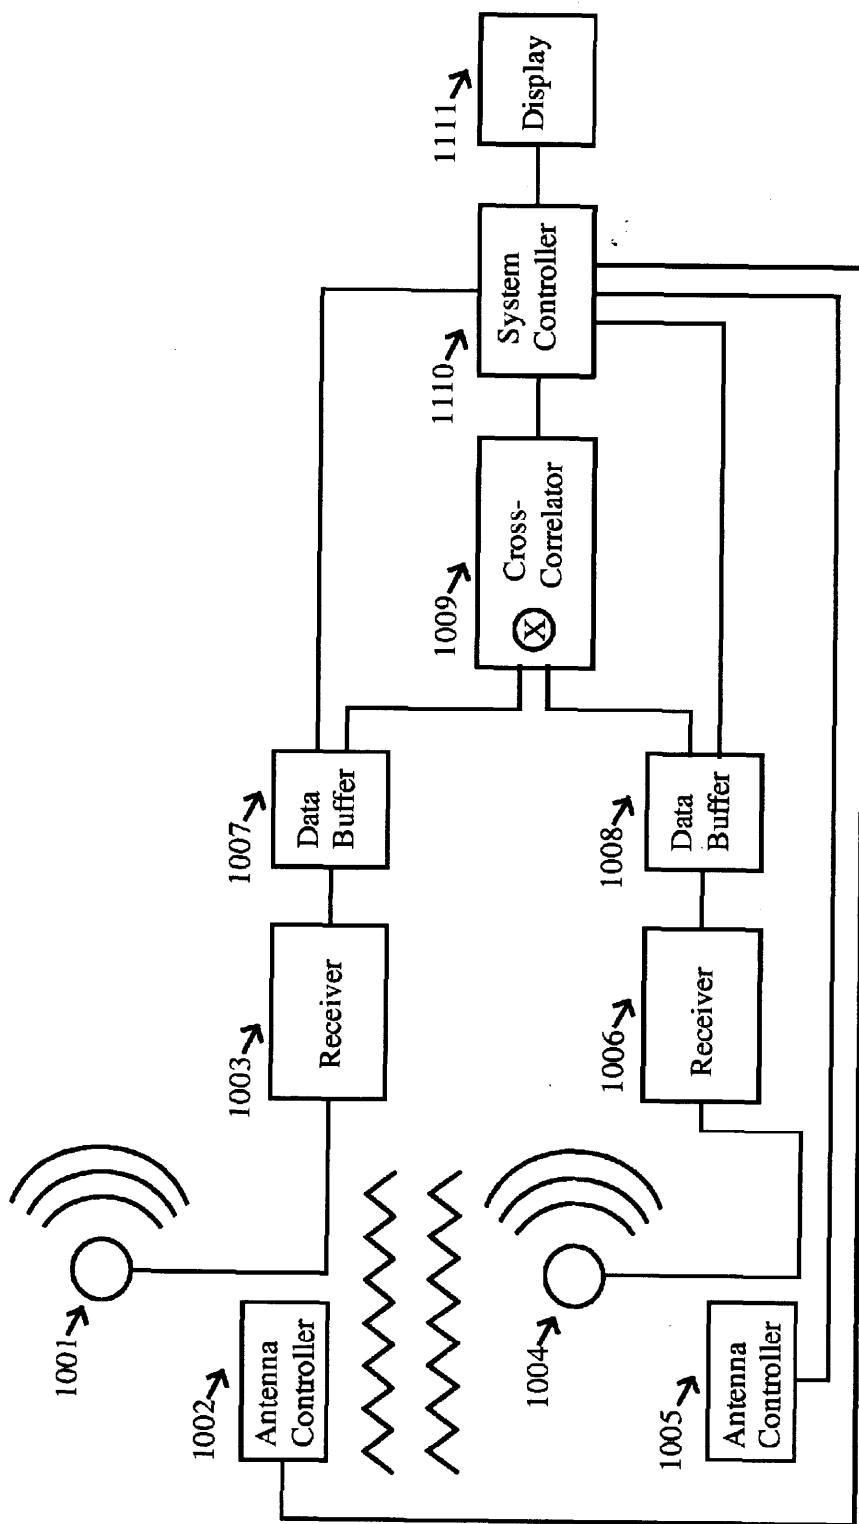 1001
1002
Antenna
Controller
1003
Receiver
1007
Data
Buffer
1004
1005
Antenna
Controller
1006
Receiver
1008
Data
Buffer
1009
X
Cross-
Correlator
1110
System
Controller
1111
Display